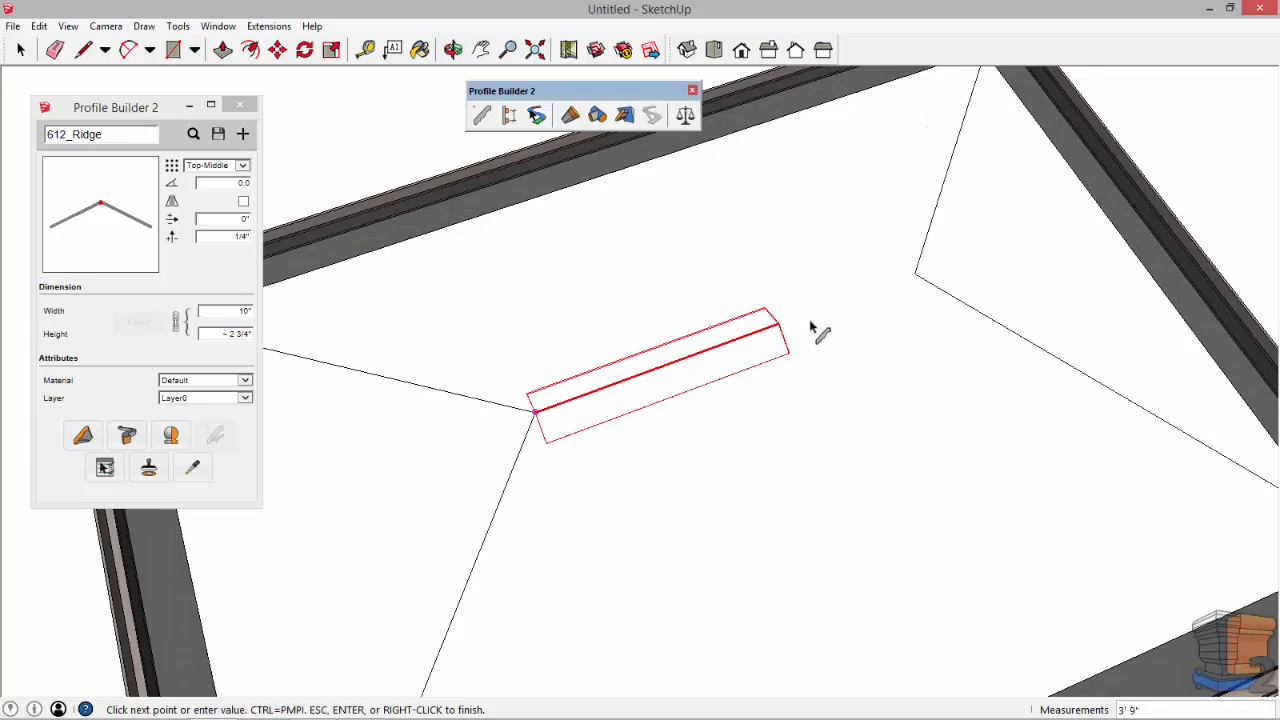 Untitled - SketchUp
File Edit View Camera Draw Tools Window Extensions Help
A1
Profile Builder 2
Profile Builder 2
612_Ridge
Top-Middle
0.0
0"
1/4"
Dimension
Width 10"
Height ~ 2 3/4"
Attributes
Material Default
Layer Layer0
Click next point or enter value. CTRL=PMPI. ESC, ENTER, or RIGHT-CLICK to finish.
Measurements 3' 9"